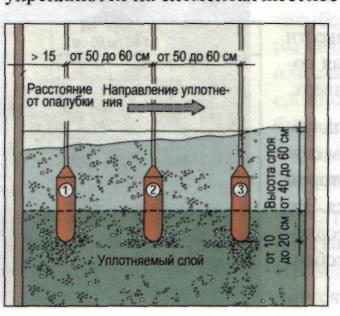 > 15 от 50 до 60 см от 50 до 60 см
Расстояние
от опалубки
Направление уплотне-
ния
1
2
3
Высота слоя
от 40 до 60 см
от 10
до 20 см
Уплотняемый слой